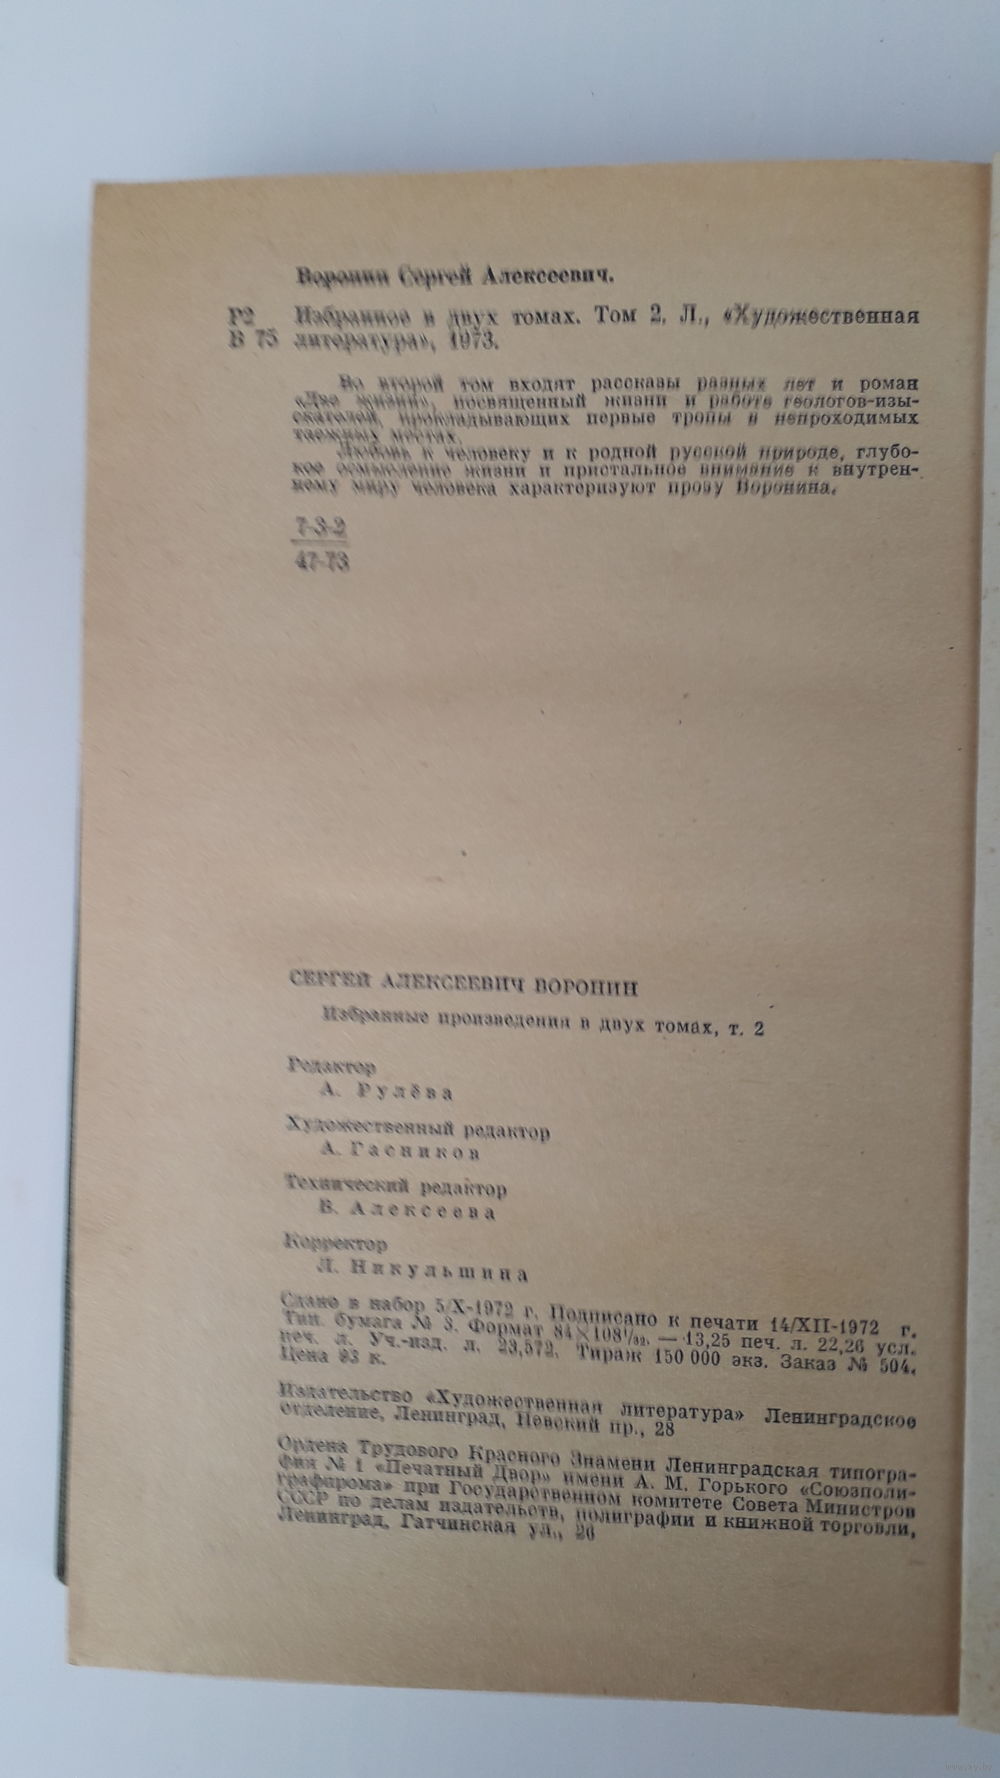 Воронин Сергей Алексеевич.
Р2 Избранное в двух томах. Том 2. Л., «Художественная
В 75 литература», 1973.
Во второй том входят рассказы разных лет и роман
«Две жизни», посвященный жизни и работе геологов-изы-
скателей, прокладывающих первые тропы в непроходимых
таежных местах.
Любовь к человеку и к родной русской природе, глубо-
кое осмысление жизни и пристальное внимание к внутрен-
нему миру человека характеризуют прозу Воронина.
7-3-2
47-73
СЕРГЕЙ АЛЕКСЕЕВИЧ ВОРОНИН
Избранные произведения в двух томах, т. 2
Редактор
А. Рулёва
Художественный редактор
А. Гасников
Технический редактор
В. Алексеева
Корректор
Л. Никульшина
Сдано в набор 5/X-1972 г. Подписано к печати 14/XII-1972 г.
Тип. бумага № 3. Формат 84×108¹/₃₂. — 13,25 печ. л. 22,26 усл.
печ. л. Уч.-изд. л. 23,572. Тираж 150 000 экз. Заказ № 504.
Цена 93 к.
Издательство «Художественная литература» Ленинградское
отделение, Ленинград, Невский пр., 28
Ордена Трудового Красного Знамени Ленинградская типогра-
фия № 1 «Печатный Двор» имени А. М. Горького «Союзполи-
графпрома» при Государственном комитете Совета Министров
СССР по делам издательств, полиграфии и книжной торговли,
Ленинград, Гатчинская ул., 26